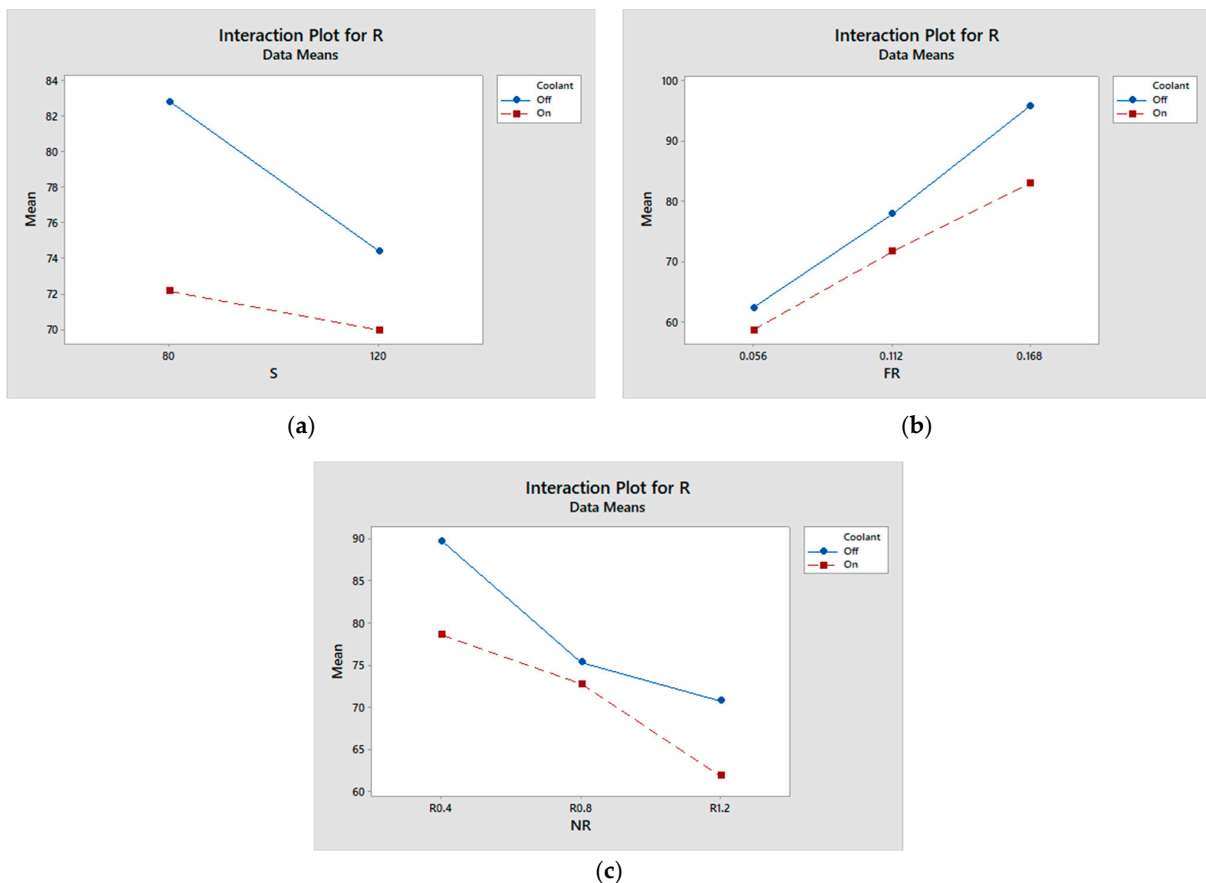 Interaction Plot for R
Data Means
Coolant
Off
On
84
82
80
78
76
74
72
70
Mean
80
120
S
(a)
Interaction Plot for R
Data Means
Coolant
Off
On
100
90
80
70
60
Mean
0.056
0.112
0.168
FR
(b)
Interaction Plot for R
Data Means
Coolant
Off
On
90
85
80
75
70
65
60
Mean
R0.4
R0.8
R1.2
NR
(c)